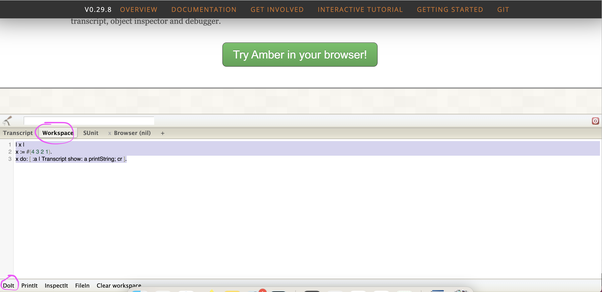 V0.29.8 OVERVIEW DOCUMENTATION GET INVOLVED INTERACTIVE TUTORIAL GETTING STARTED GIT
transcript, object inspector and debugger.
Try Amber in your browser!
Transcript Workspace SUnit × Browser (nil) +
1 | x |
2 x := #(4 3 2 1).
3 x do: [ :a | Transcript show: a printString; cr ].
DoIt PrintIt InspectIt FileIn Clear workspace